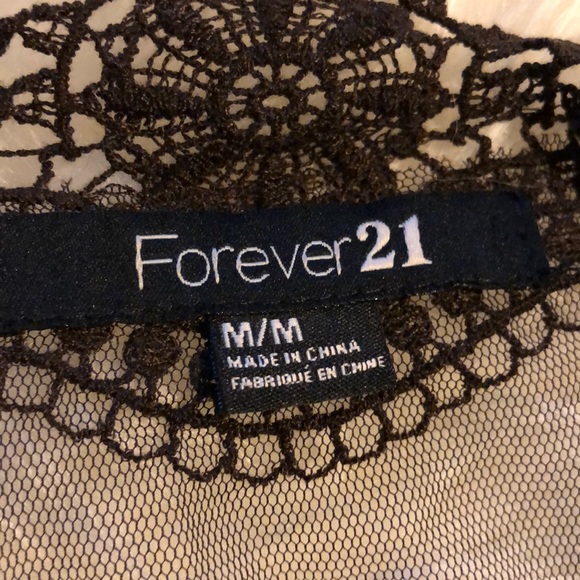 Forever21
M/M
MADE IN CHINA
FABRIQUÉ EN CHINE